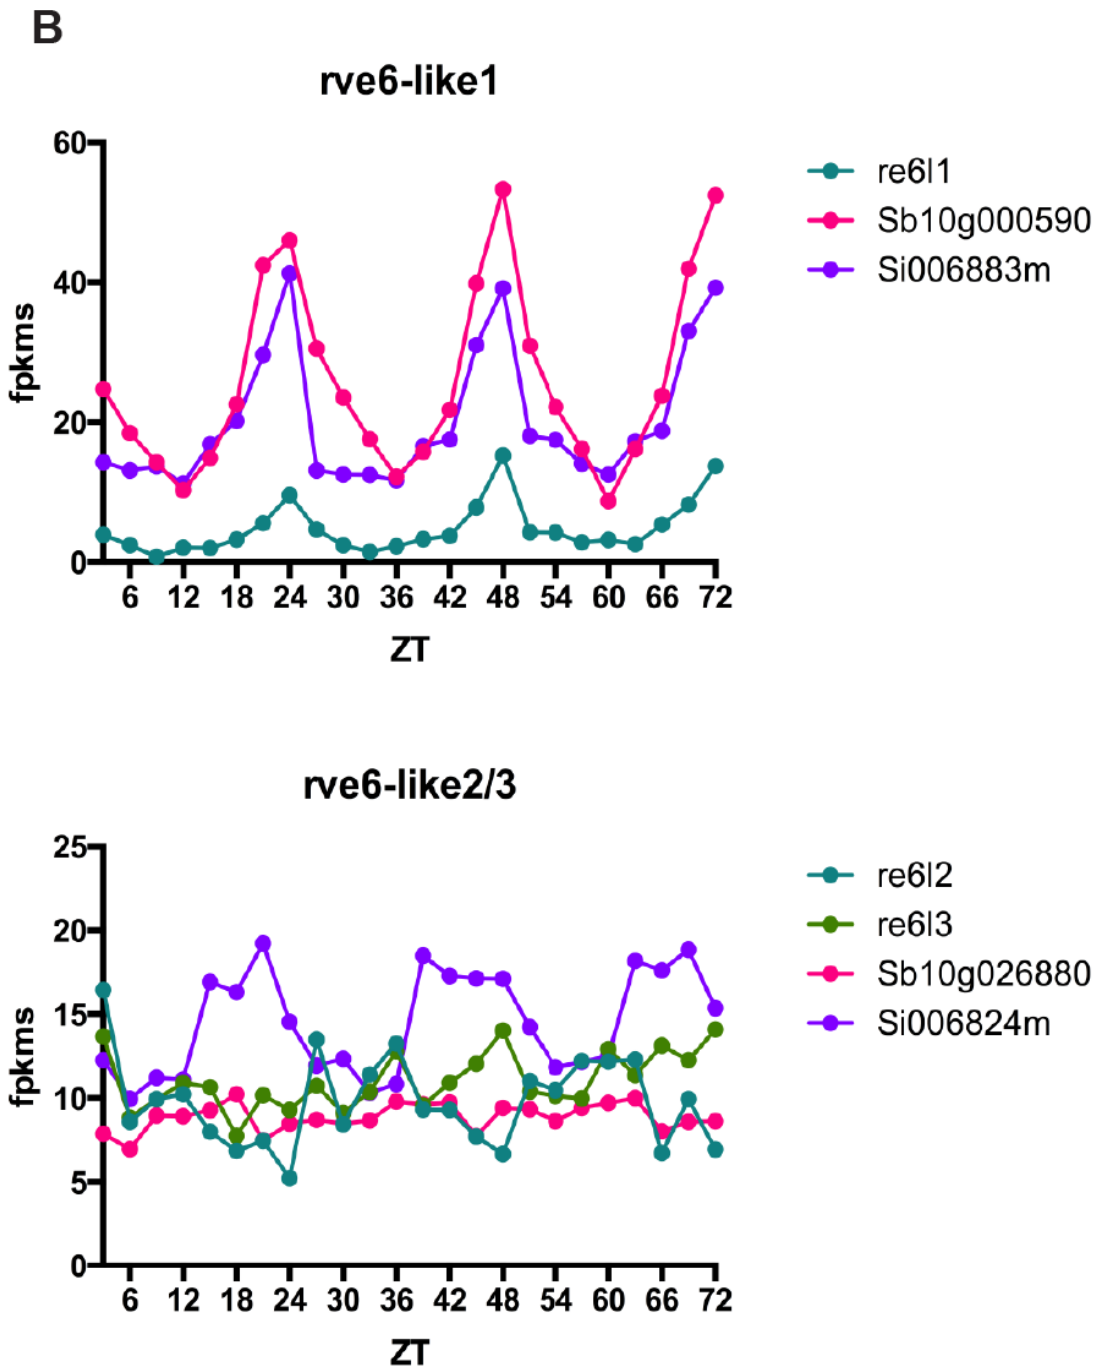 B
rve6-like1
60
40
20
0
fpkms
6 12 18 24 30 36 42 48 54 60 66 72
ZT
re6l1
Sb10g000590
Si006883m
rve6-like2/3
25
20
15
10
5
0
fpkms
6 12 18 24 30 36 42 48 54 60 66 72
ZT
re6l2
re6l3
Sb10g026880
Si006824m